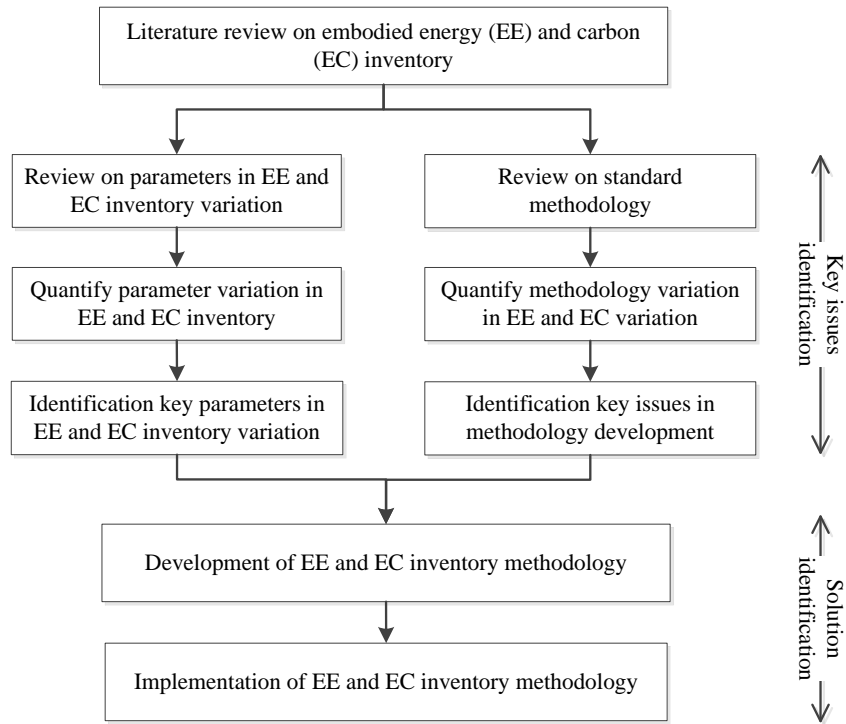 Literature review on embodied energy (EE) and carbon
(EC) inventory
Review on parameters in EE and
EC inventory variation
Review on standard
methodology
Quantify parameter variation in
EE and EC inventory
Quantify methodology variation
in EE and EC variation
Identification key parameters in
EE and EC inventory variation
Identification key issues in
methodology development
Key issues
identification
Development of EE and EC inventory methodology
Implementation of EE and EC inventory methodology
Solution
identification